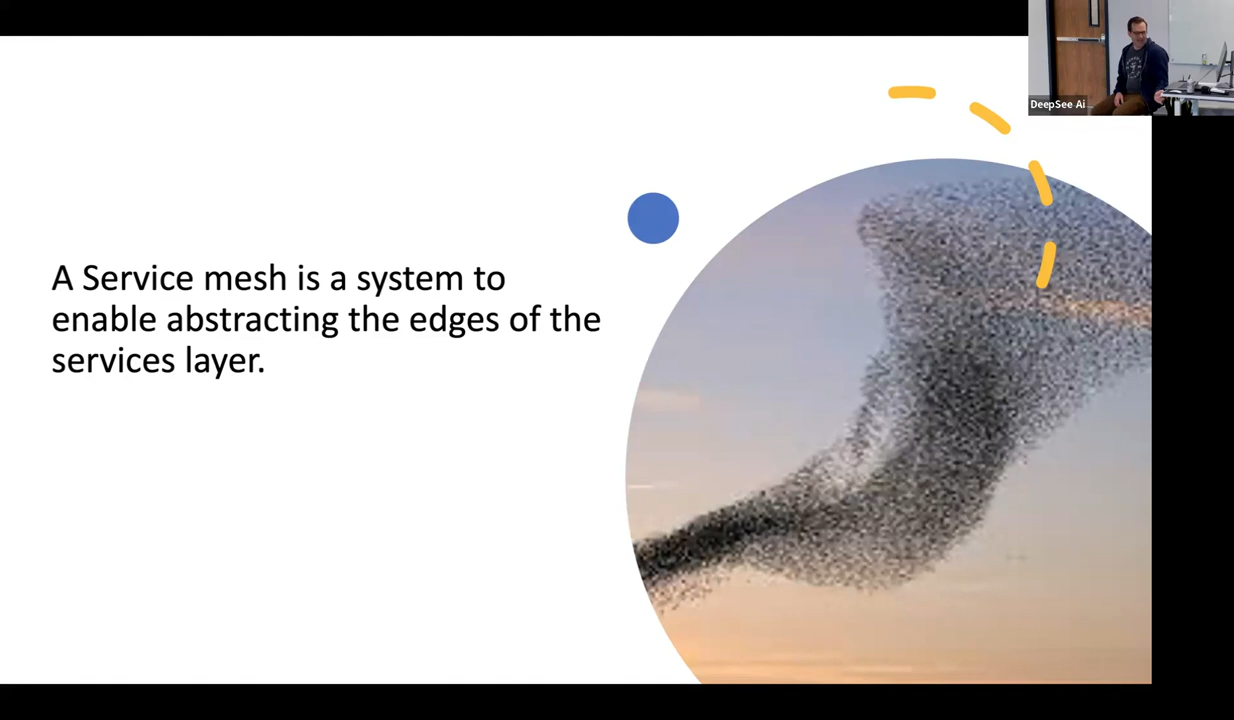 DeepSee Ai
A Service mesh is a system to
enable abstracting the edges of the
services layer.